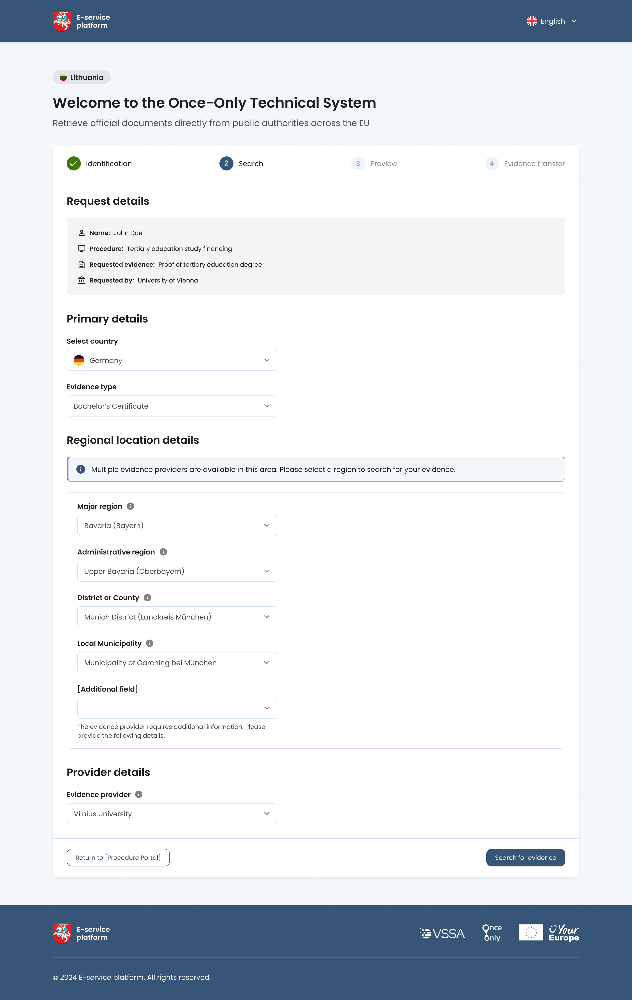 E-service
platform
English
Lithuania
Welcome to the Once-Only Technical System
Retrieve official documents directly from public authorities across the EU
Identification
2 Search
3 Preview
4 Evidence transfer
Request details
Name: John Doe
Procedure: Tertiary education study financing
Requested evidence: Proof of tertiary education degree
Requested by: University of Vienna
Primary details
Select country
Germany
Evidence type
Bachelor’s Certificate
Regional location details
Multiple evidence providers are available in this area. Please select a region to search for your evidence.
Major region
Bavaria (Bayern)
Administrative region
Upper Bavaria (Oberbayern)
District or County
Munich District (Landkreis München)
Local Municipality
Municipality of Garching bei München
[Additional field]
The evidence provider requires additional information. Please
provide the following details.
Provider details
Evidence provider
Vilnius University
Return to [Procedure Portal]
Search for evidence
E-service
platform
VSSA
Once
Only
Your
Europe
© 2024 E-service platform. All rights reserved.